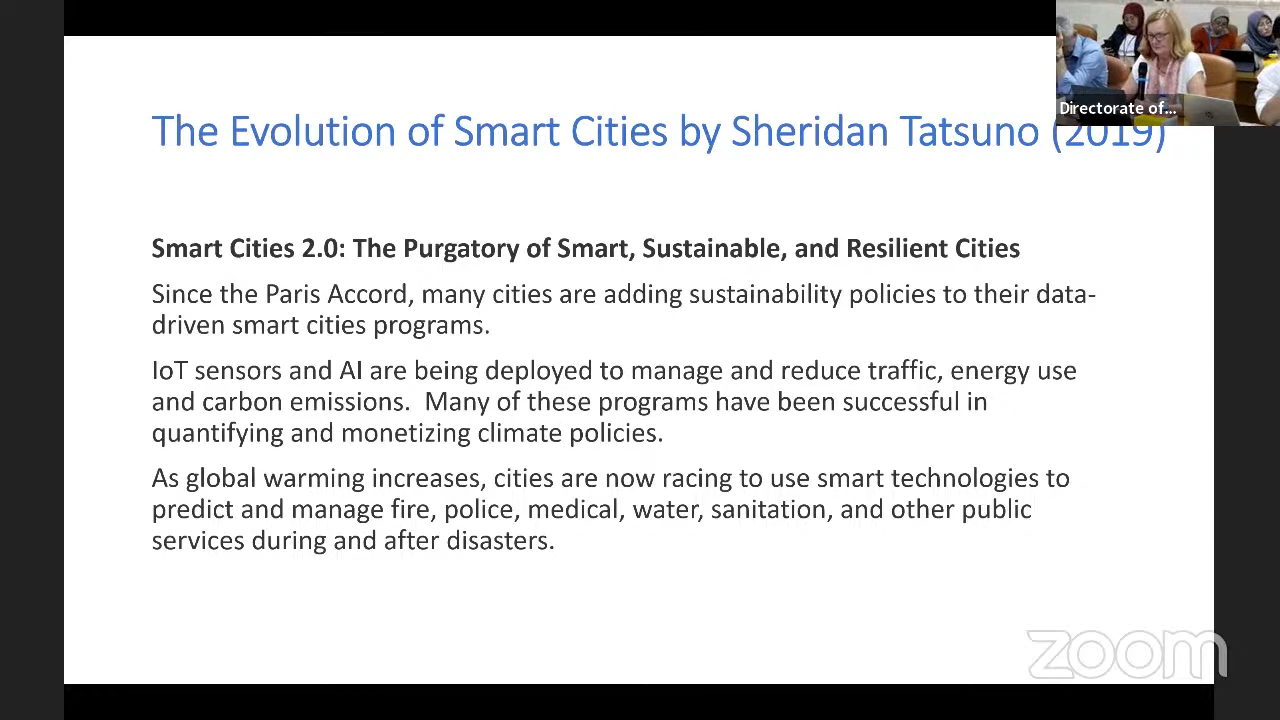 The Evolution of Smart Cities by Sheridan Tatsuno (2019)
Directorate of...
Smart Cities 2.0: The Purgatory of Smart, Sustainable, and Resilient Cities
Since the Paris Accord, many cities are adding sustainability policies to their data-
driven smart cities programs.
IoT sensors and AI are being deployed to manage and reduce traffic, energy use
and carbon emissions.  Many of these programs have been successful in
quantifying and monetizing climate policies.
As global warming increases, cities are now racing to use smart technologies to
predict and manage fire, police, medical, water, sanitation, and other public
services during and after disasters.
zoom